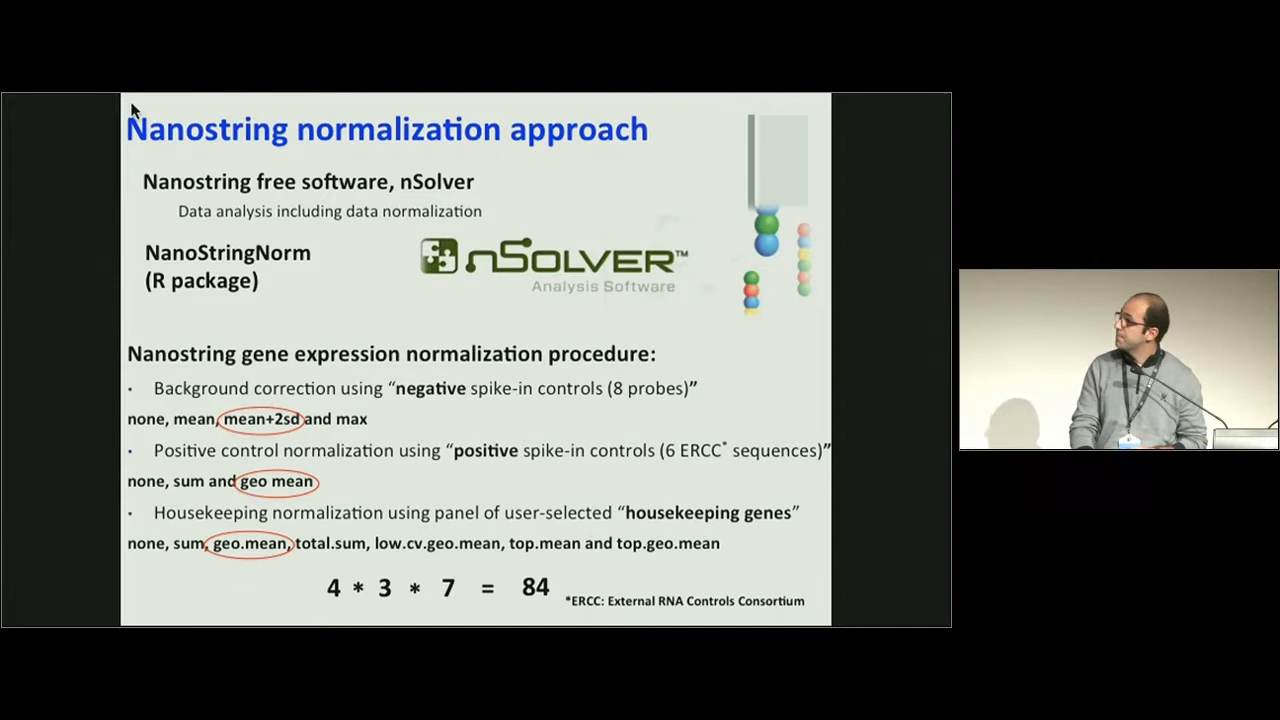 Nanostring normalization approach
Nanostring free software, nSolver
Data analysis including data normalization
NanoStringNorm
(R package)
nSOLVER™
Analysis Software
Nanostring gene expression normalization procedure:
• Background correction using “negative spike-in controls (8 probes)”
none, mean, mean+2sd and max
• Positive control normalization using “positive spike-in controls (6 ERCC* sequences)”
none, sum and geo mean
• Housekeeping normalization using panel of user-selected “housekeeping genes”
none, sum, geo.mean, total.sum, low.cv.geo.mean, top.mean and top.geo.mean
4 * 3 * 7 = 84
*ERCC: External RNA Controls Consortium